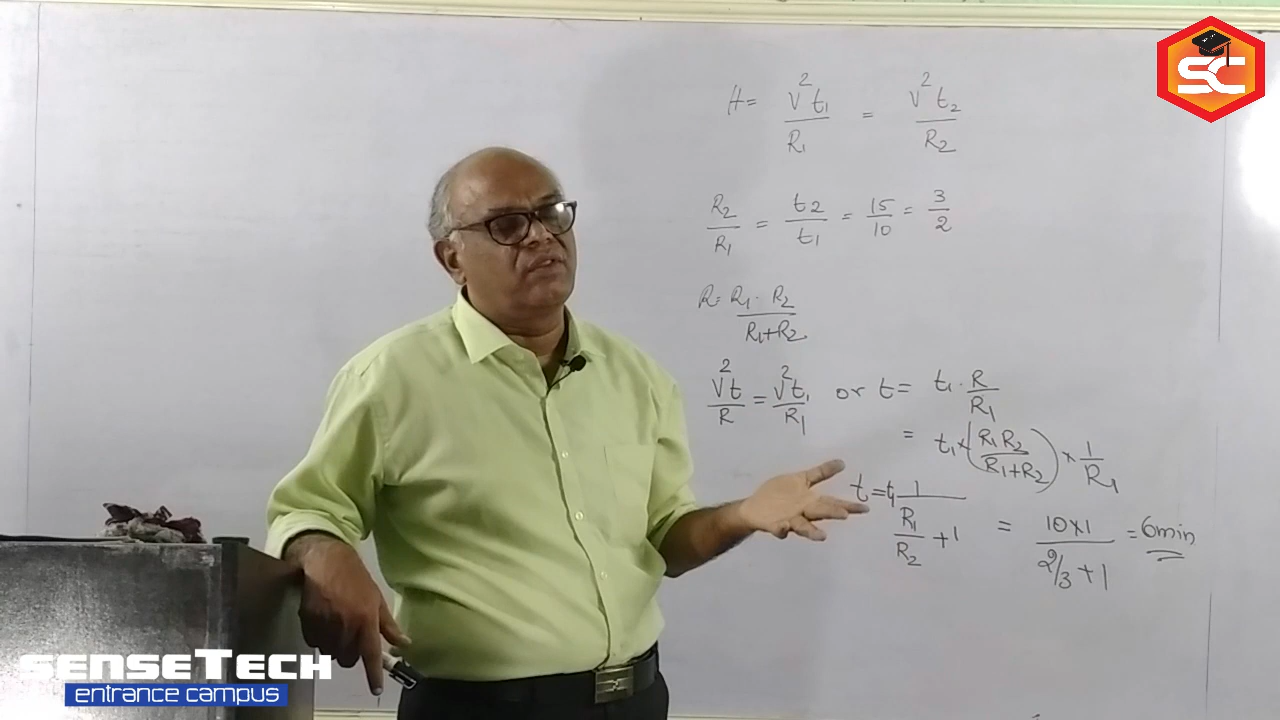 SC
H = V²t₁/R₁ = V²t₂/R₂
R₂/R₁ = t₂/t₁ = 15/10 = 3/2
R = R₁ · R₂/R₁+R₂
V²t/R = V²t₁/R₁ or t = t₁ · R/R₁
= t₁ × (R₁R₂/R₁+R₂) × 1/R₁
t = t₁ 1/(R₁/R₂ + 1) = 10×1/(2/3 + 1) = 6min
SENSETECH
entrance campus